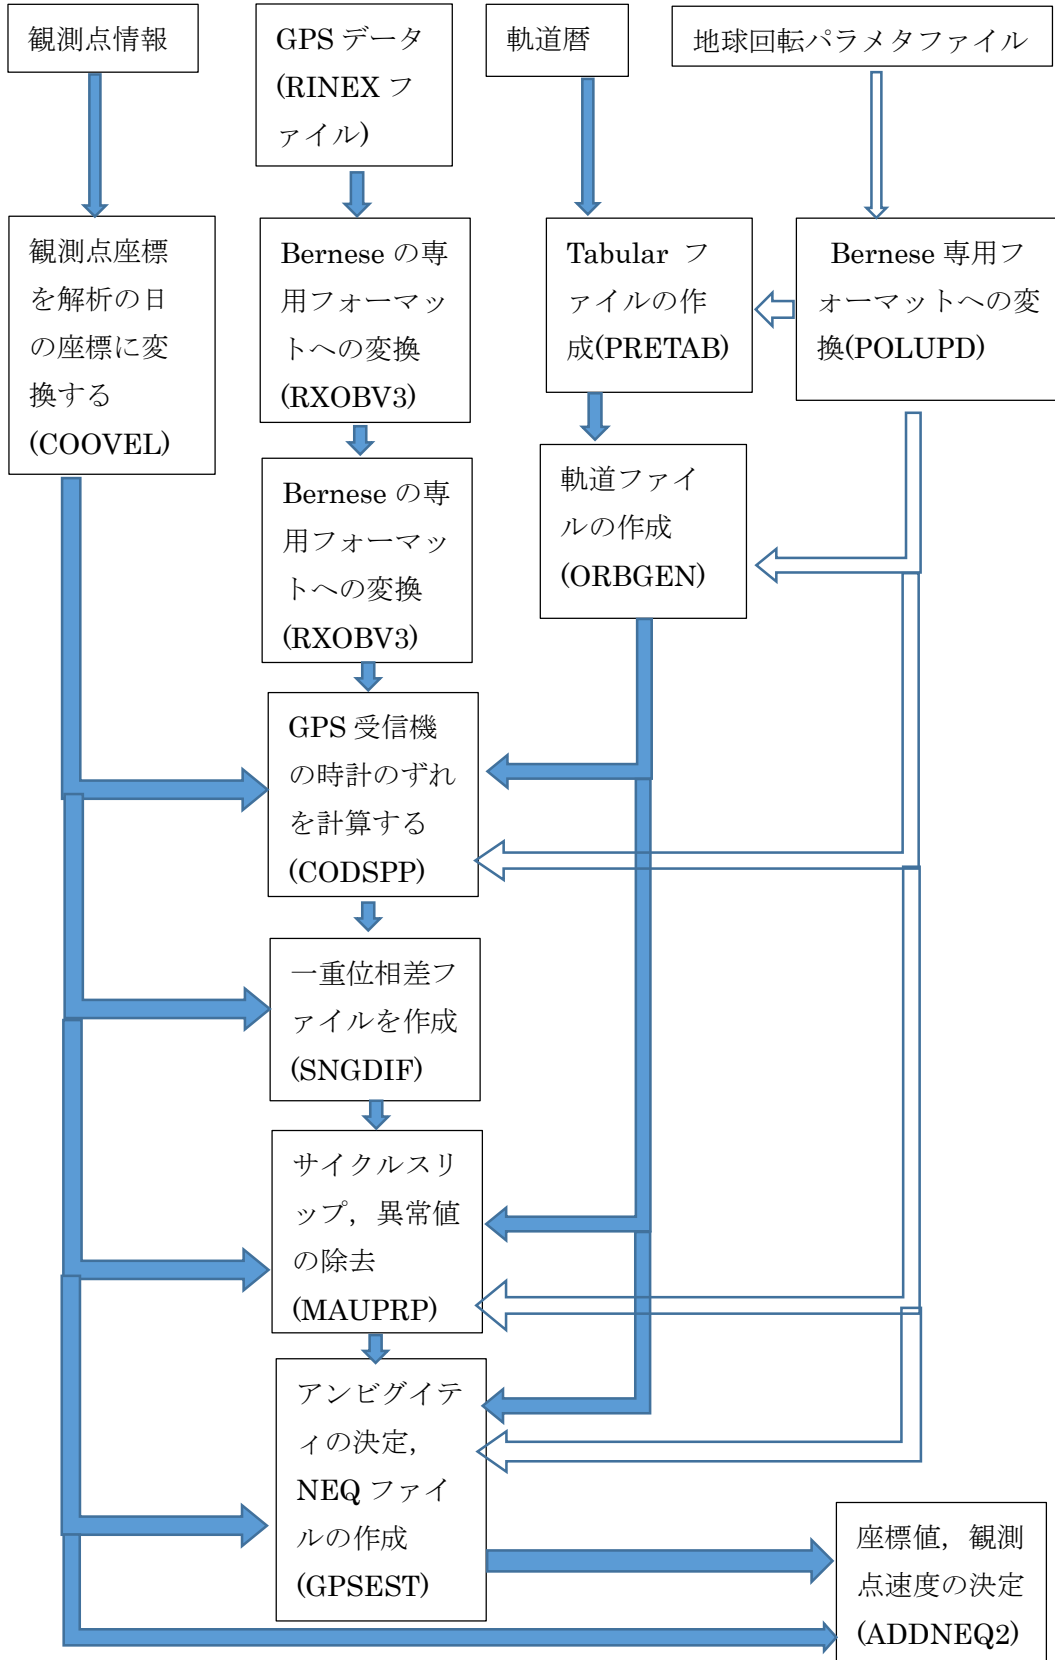 観測点情報
GPS データ
(RINEX フ
ァイル)
軌道暦
地球回転パラメタファイル
観測点座標
を解析の日
の座標に変
換する
(COOVEL)
Bernese の専
用フォーマッ
トへの変換
(RXOBV3)
Tabular フ
ァイルの作
成(PRETAB)
Bernese 専用フ
ォーマットへの変
換(POLUPD)
Bernese の専
用フォーマッ
トへの変換
(RXOBV3)
軌道ファイ
ルの作成
(ORBGEN)
GPS 受信機
の時計のずれ
を計算する
(CODSPP)
一重位相差フ
ァイルを作成
(SNGDIF)
サイクルスリ
ップ，異常値
の除去
(MAUPRP)
アンビグイテ
ィの決定，
NEQ ファイ
ルの作成
(GPSEST)
座標値，観測
点速度の決定
(ADDNEQ2)